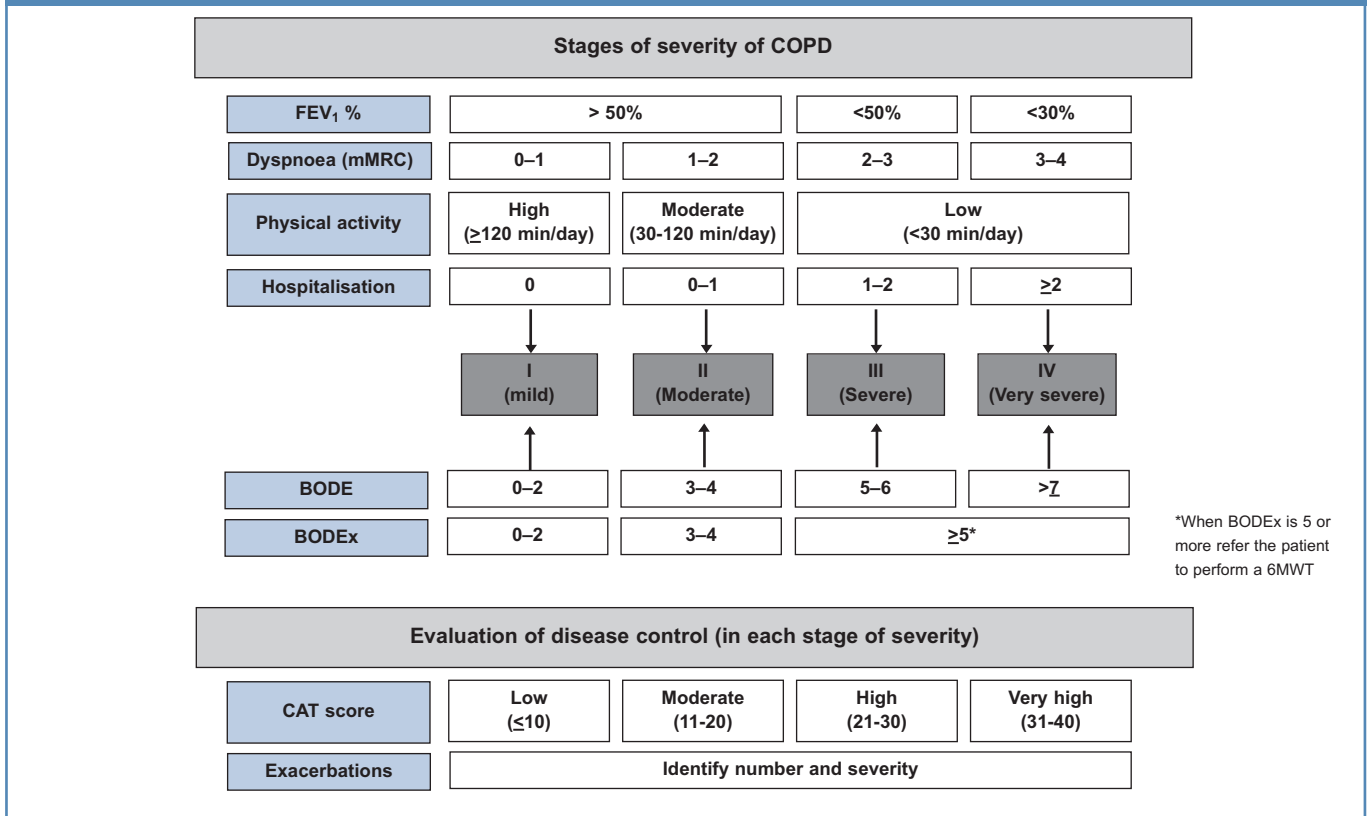 Stages of severity of COPD
FEV₁ %
> 50%
<50%
<30%
Dyspnoea (mMRC)
0–1
1–2
2–3
3–4
Physical activity
High
(≥120 min/day)
Moderate
(30-120 min/day)
Low
(<30 min/day)
Hospitalisation
0
0–1
1–2
≥2
I
(mild)
II
(Moderate)
III
(Severe)
IV
(Very severe)
BODE
0–2
3–4
5–6
>7
BODEx
0–2
3–4
≥5*
*When BODEx is 5 or
more refer the patient
to perform a 6MWT
Evaluation of disease control (in each stage of severity)
CAT score
Low
(≤10)
Moderate
(11-20)
High
(21-30)
Very high
(31-40)
Exacerbations
Identify number and severity